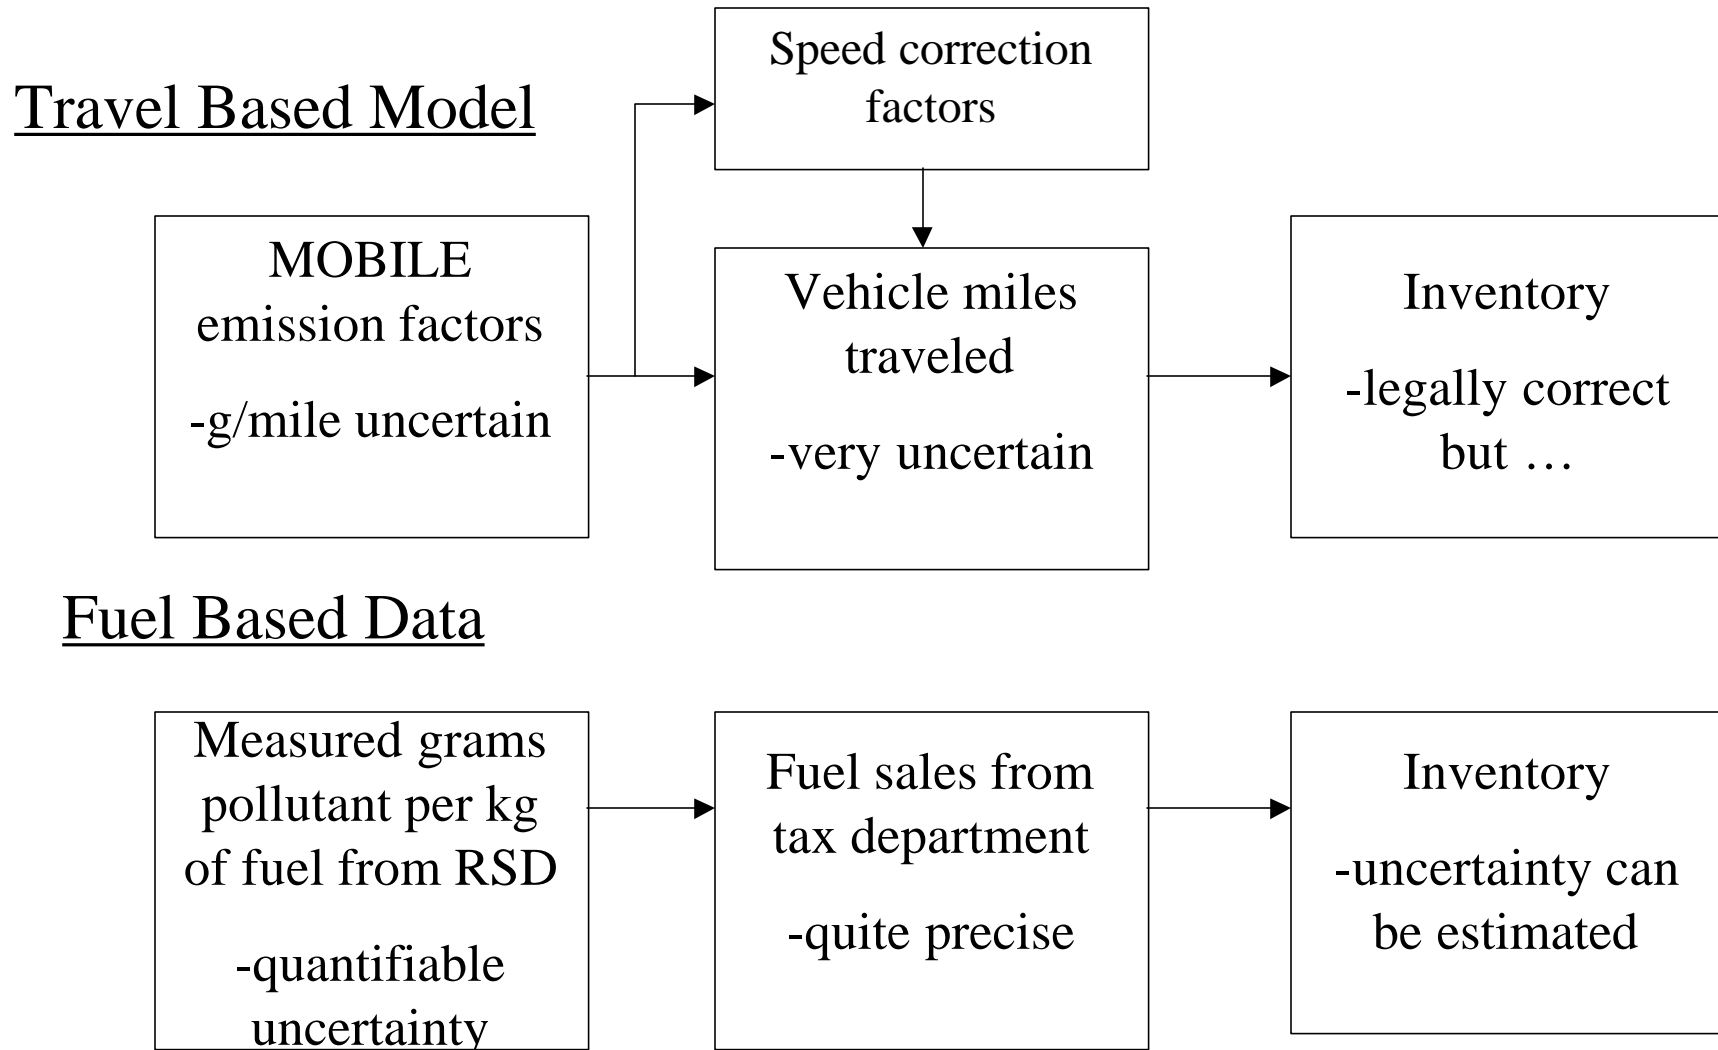 Travel Based Model
Speed correction
factors
MOBILE
emission factors
-g/mile uncertain
Vehicle miles
traveled
-very uncertain
Inventory
-legally correct
but …
Fuel Based Data
Measured grams
pollutant per kg
of fuel from RSD
-quantifiable
uncertainty
Fuel sales from
tax department
-quite precise
Inventory
-uncertainty can
be estimated